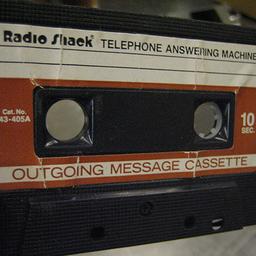 Radio Shack® TELEPHONE ANSWERING MACHINE
Cat. No.
43-405A
10
SEC.
OUTGOING MESSAGE CASSETTE